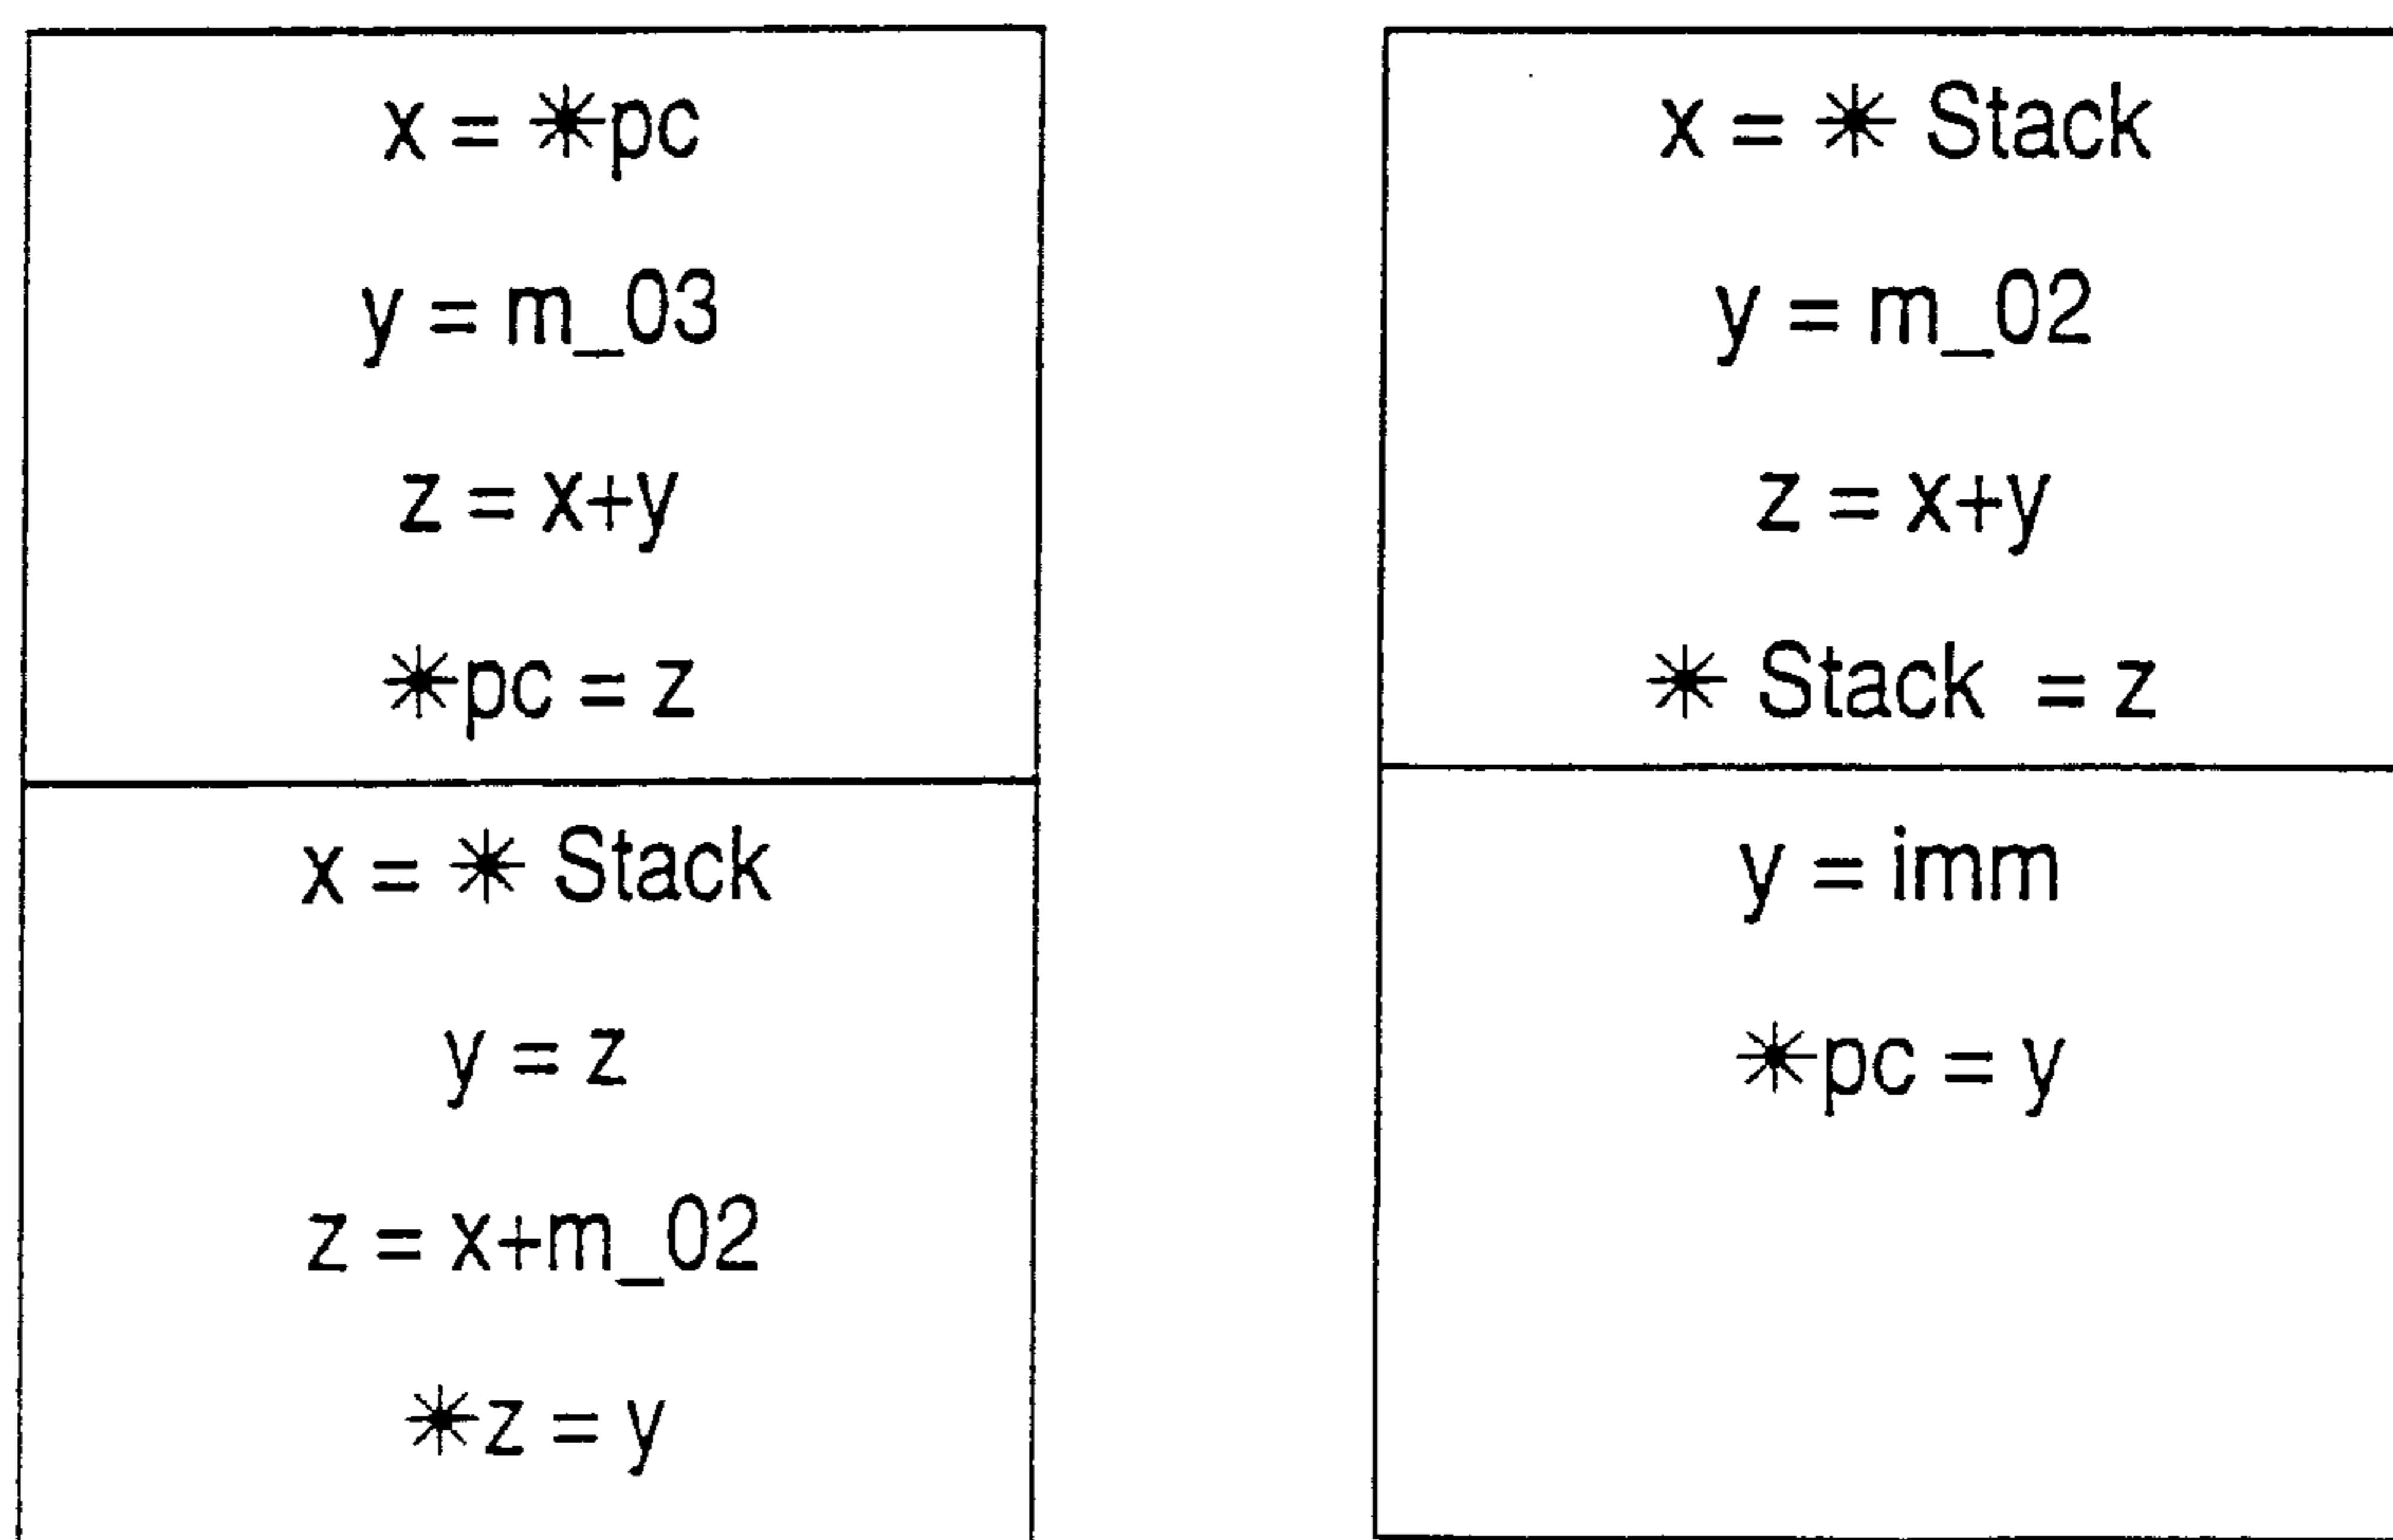 x = *pc
y = m_03
z = x+y
*pc = z
x = * Stack
y = z
z = x+m_02
*z = y
x = * Stack
y = m_02
z = x+y
* Stack = z
y = imm
*pc = y